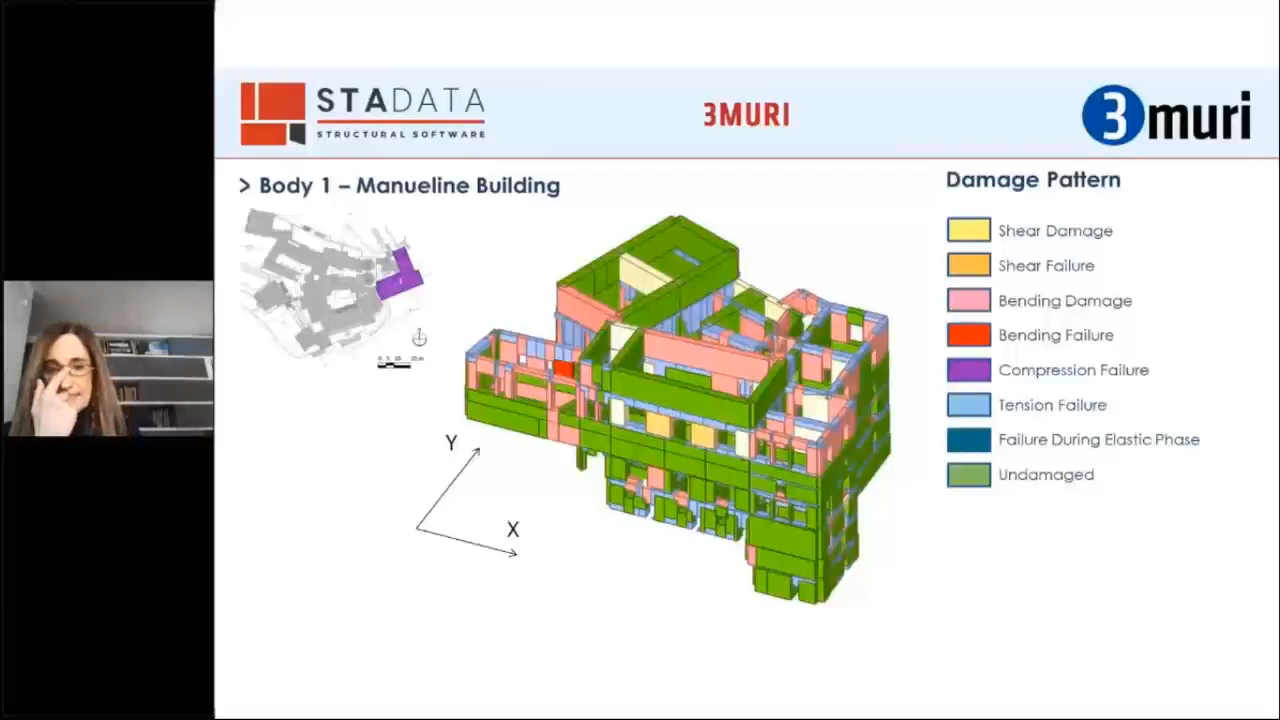 STADATA
STRUCTURAL SOFTWARE
3MURI
3muri
> Body 1 – Manueline Building
Damage Pattern
Shear Damage
Shear Failure
Bending Damage
Bending Failure
Compression Failure
Tension Failure
Failure During Elastic Phase
Undamaged
Y
X